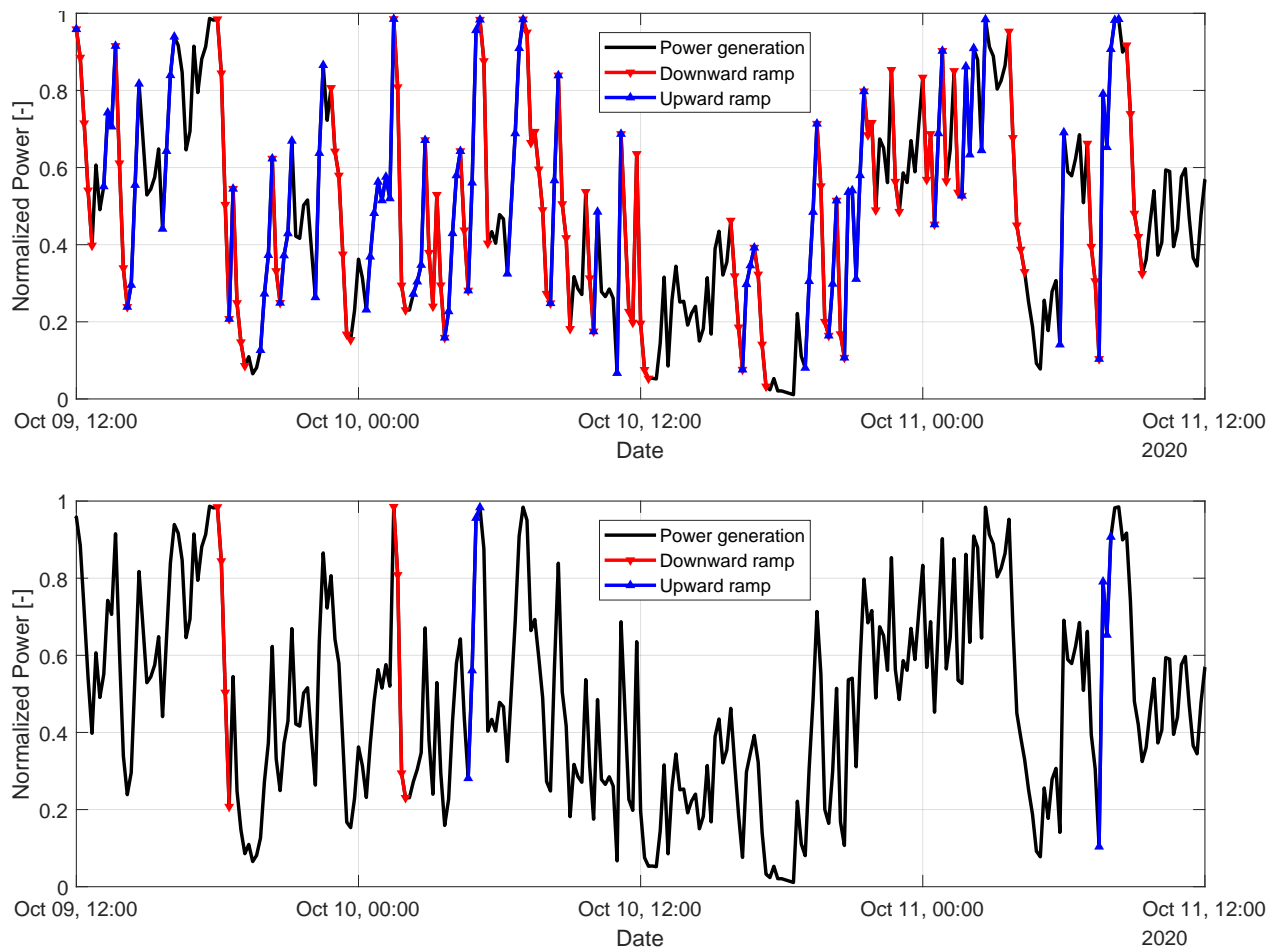 1
0.8
0.6
0.4
0.2
0
Normalized Power [-]
Power generation
Downward ramp
Upward ramp
Oct 09, 12:00
Oct 10, 00:00
Oct 10, 12:00
Oct 11, 00:00
Oct 11, 12:00
Date
2020
1
0.8
0.6
0.4
0.2
0
Normalized Power [-]
Power generation
Downward ramp
Upward ramp
Oct 09, 12:00
Oct 10, 00:00
Oct 10, 12:00
Oct 11, 00:00
Oct 11, 12:00
Date
2020